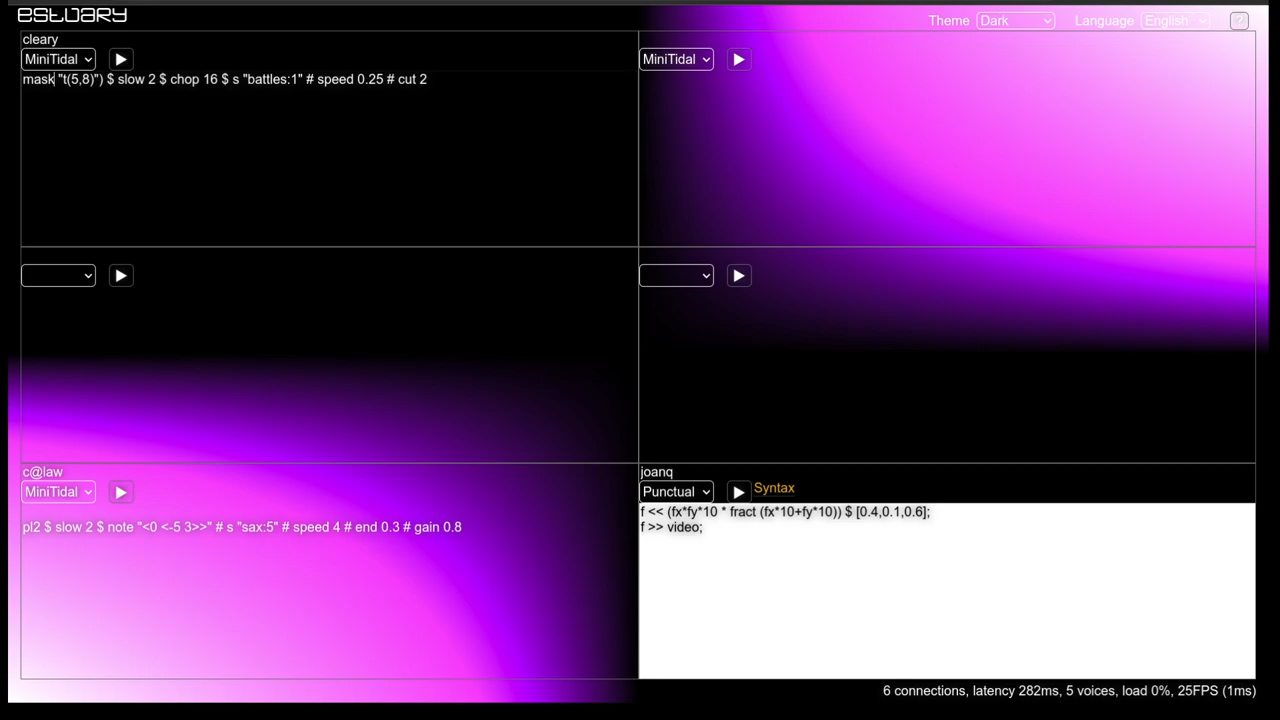 estuary
Theme Dark Language English ?
cleary
MiniTidal
mask "t(5,8)") $ slow 2 $ chop 16 $ s "battles:1" # speed 0.25 # cut 2
MiniTidal
c@law
MiniTidal
pl2 $ slow 2 $ note "<0 <-5 3>>" # s "sax:5" # speed 4 # end 0.3 # gain 0.8
joanq
Punctual Syntax
f << (fx*fy*10 * fract (fx*10+fy*10)) $ [0.4,0.1,0.6];
f >> video;
6 connections, latency 282ms, 5 voices, load 0%, 25FPS (1ms)